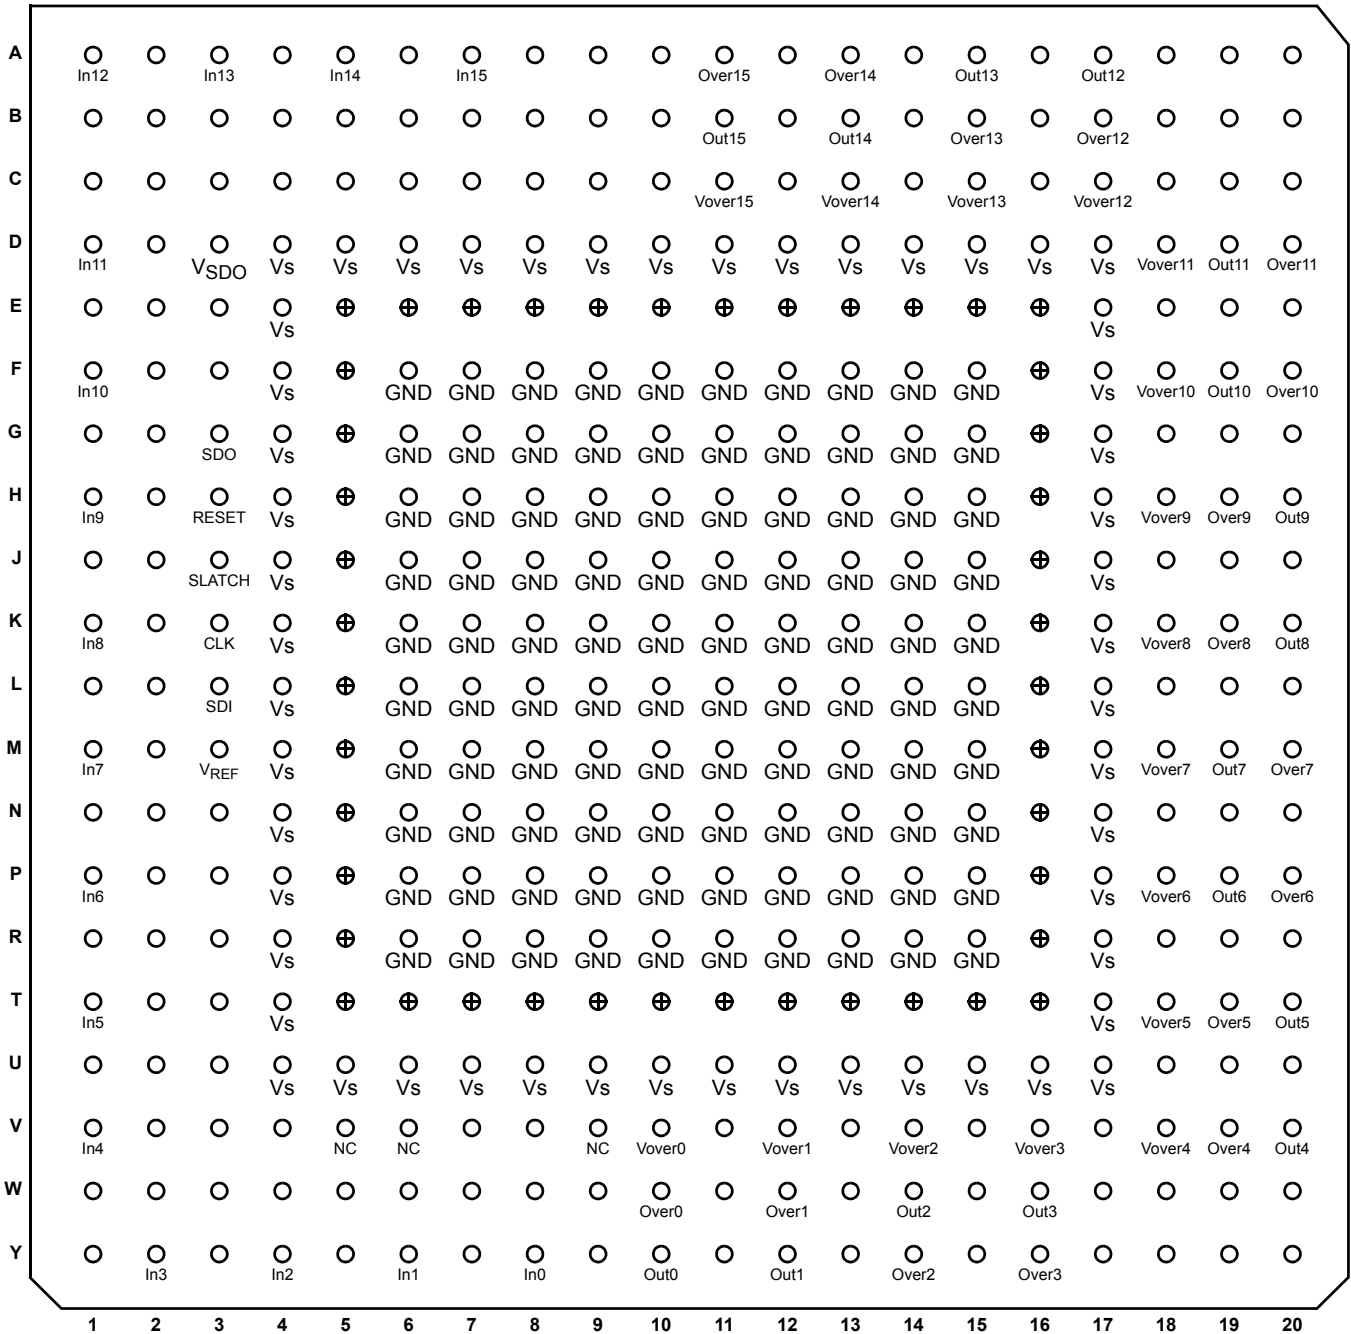 A
In12 In13 In14 In15 Over15 Over14 Out13 Out12
B
Out15 Out14 Over13 Over12
C
Vover15 Vover14 Vover13 Vover12
D
In11 VSDO Vs Vs Vs Vs Vs Vs Vs Vs Vs Vs Vs Vs Vs Vs Vover11 Out11 Over11
E
Vs Vs
F
In10 Vs GND GND GND GND GND GND GND GND GND GND Vs Vover10 Out10 Over10
G
SDO Vs GND GND GND GND GND GND GND GND GND GND Vs
H
In9 RESET Vs GND GND GND GND GND GND GND GND GND GND Vs Vover9 Over9 Out9
J
SLATCH Vs GND GND GND GND GND GND GND GND GND GND Vs
K
In8 CLK Vs GND GND GND GND GND GND GND GND GND GND Vs Vover8 Over8 Out8
L
SDI Vs GND GND GND GND GND GND GND GND GND GND Vs
M
In7 VREF Vs GND GND GND GND GND GND GND GND GND GND Vs Vover7 Out7 Over7
N
Vs GND GND GND GND GND GND GND GND GND GND Vs
P
In6 Vs GND GND GND GND GND GND GND GND GND GND Vs Vover6 Out6 Over6
R
Vs GND GND GND GND GND GND GND GND GND GND Vs
T
In5 Vs Vs Vover5 Over5 Out5
U
Vs Vs Vs Vs Vs Vs Vs Vs Vs Vs Vs Vs Vs Vs
V
In4 NC NC NC Vover0 Vover1 Vover2 Vover3 Vover4 Over4 Out4
W
Over0 Over1 Out2 Out3
Y
In3 In2 In1 In0 Out0 Out1 Over2 Over3
1 2 3 4 5 6 7 8 9 10 11 12 13 14 15 16 17 18 19 20